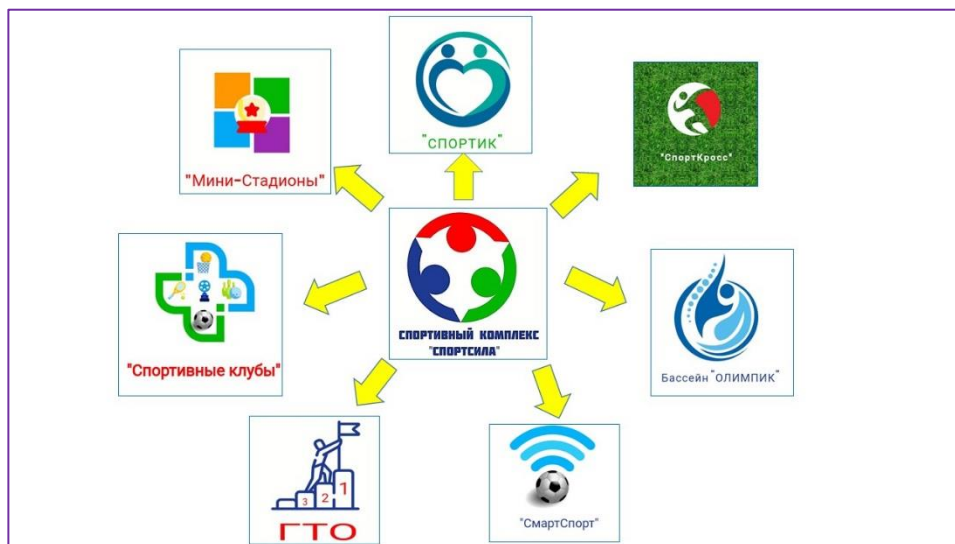 "СПОРТИК"
"Мини-Стадионы"
"СпортКросс"
СПОРТИВНЫЙ КОМПЛЕКС
"СПОРТСИЛА"
"Спортивные клубы"
Бассейн "ОЛИМПИК"
3 2 1
ГТО
"СмартСпорт"